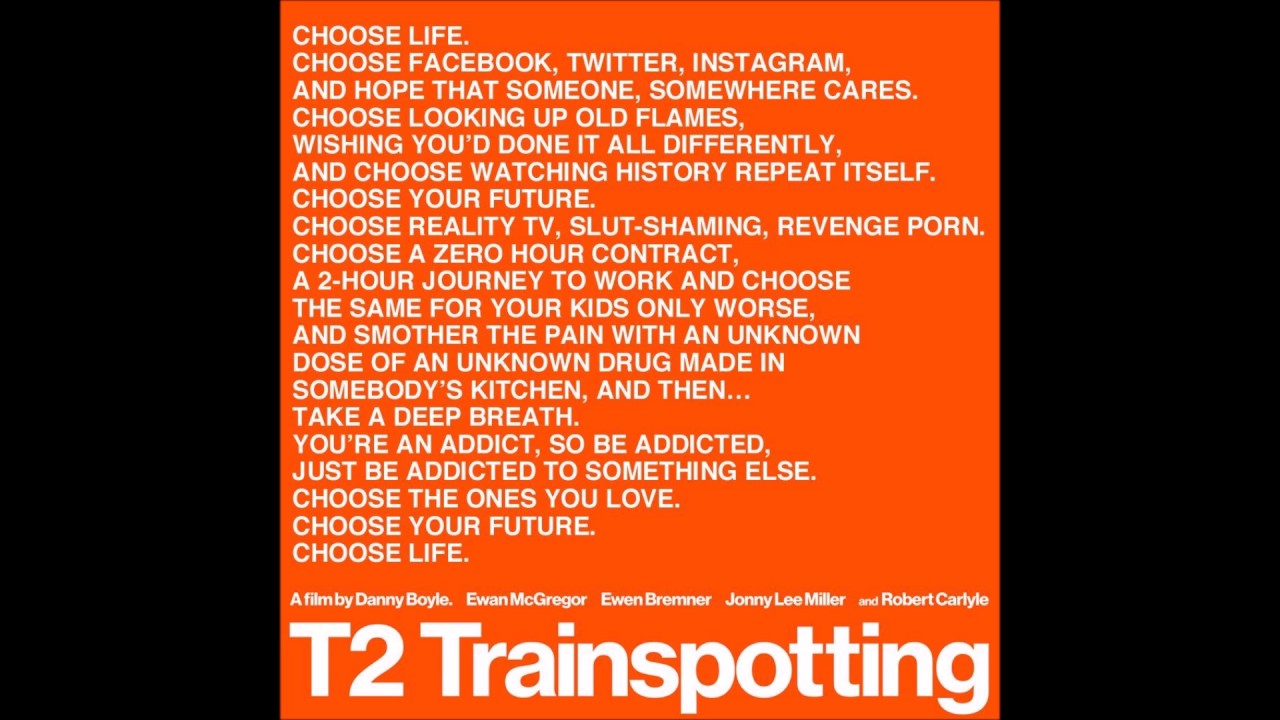 CHOOSE LIFE.
CHOOSE FACEBOOK, TWITTER, INSTAGRAM,
AND HOPE THAT SOMEONE, SOMEWHERE CARES.
CHOOSE LOOKING UP OLD FLAMES,
WISHING YOU’D DONE IT ALL DIFFERENTLY,
AND CHOOSE WATCHING HISTORY REPEAT ITSELF.
CHOOSE YOUR FUTURE.
CHOOSE REALITY TV, SLUT-SHAMING, REVENGE PORN.
CHOOSE A ZERO HOUR CONTRACT,
A 2-HOUR JOURNEY TO WORK AND CHOOSE
THE SAME FOR YOUR KIDS ONLY WORSE,
AND SMOTHER THE PAIN WITH AN UNKNOWN
DOSE OF AN UNKNOWN DRUG MADE IN
SOMEBODY’S KITCHEN, AND THEN…
TAKE A DEEP BREATH.
YOU’RE AN ADDICT, SO BE ADDICTED,
JUST BE ADDICTED TO SOMETHING ELSE.
CHOOSE THE ONES YOU LOVE.
CHOOSE YOUR FUTURE.
CHOOSE LIFE.
A film by Danny Boyle. Ewan McGregor Ewen Bremner Jonny Lee Miller and Robert Carlyle
T2 Trainspotting